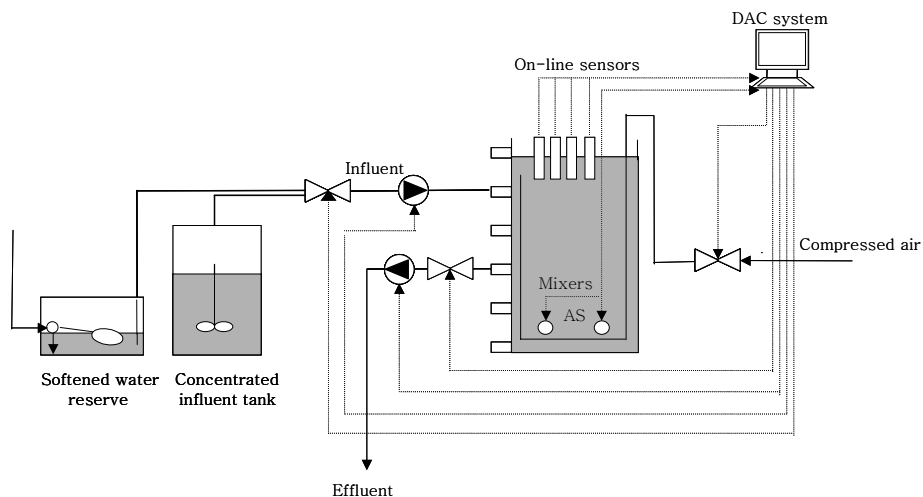 DAC system
On-line sensors
Influent
Compressed air
Mixers
AS
Softened water
reserve
Concentrated
influent tank
Effluent